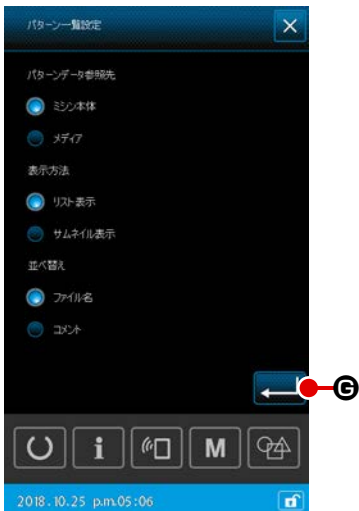 パターン一覧設定
パターンデータ参照先
ミシン本体
メディア
表示方法
リスト表示
サムネイル表示
並べ替え
ファイル名
コメント
G
i
M
2018.10.25 p.m.05:06